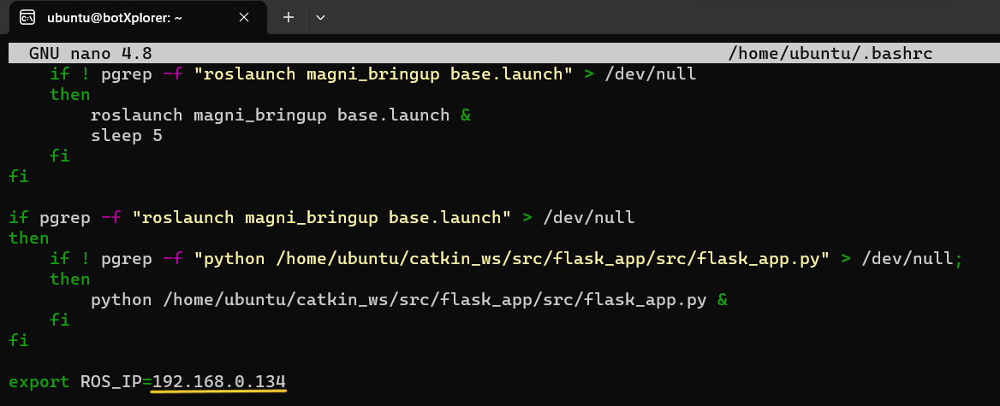 ubuntu@botXplorer: ~
GNU nano 4.8 /home/ubuntu/.bashrc
if ! pgrep -f "roslaunch magni_bringup base.launch" > /dev/null
then
roslaunch magni_bringup base.launch &
sleep 5
fi
fi
if pgrep -f "roslaunch magni_bringup base.launch" > /dev/null
then
if ! pgrep -f "python /home/ubuntu/catkin_ws/src/flask_app/src/flask_app.py" > /dev/null;
then
python /home/ubuntu/catkin_ws/src/flask_app/src/flask_app.py &
fi
fi
export ROS_IP=192.168.0.134